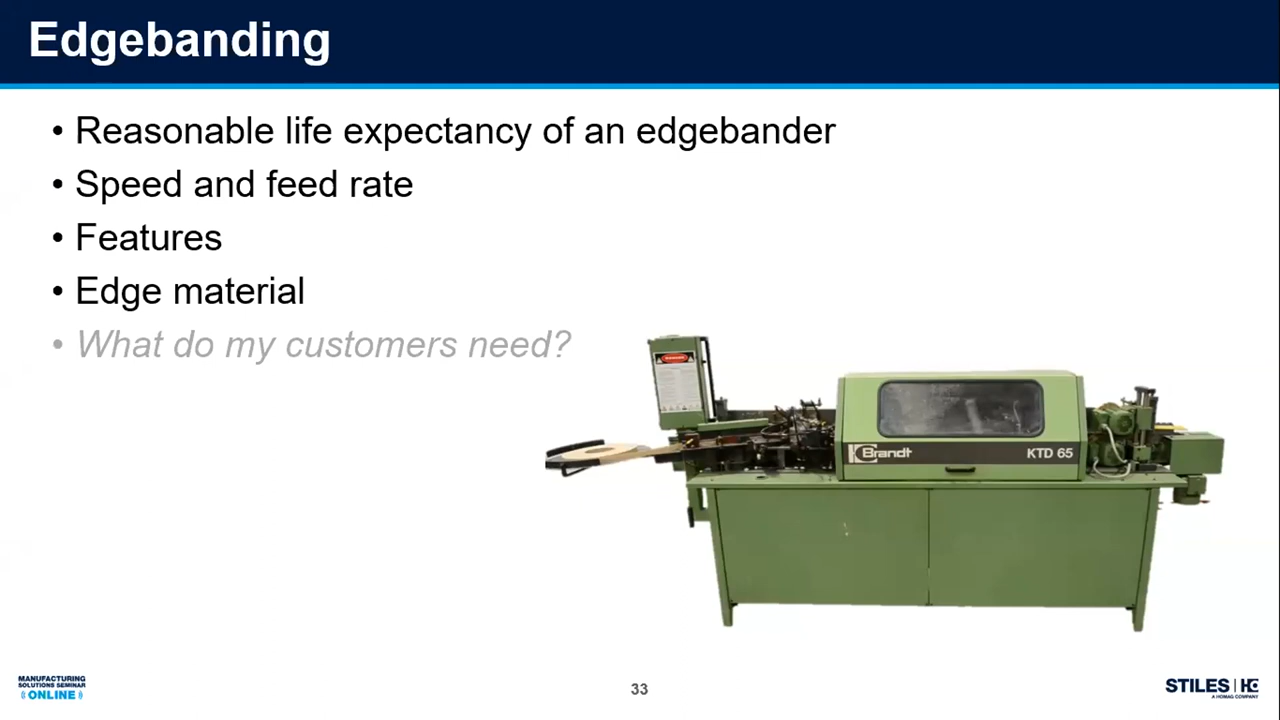 Edgebanding
• Reasonable life expectancy of an edgebander
• Speed and feed rate
• Features
• Edge material
• What do my customers need?
Brandt
KTD 65
MANUFACTURING
SOLUTIONS SEMINAR
ONLINE
33
STILES
A HOMAG COMPANY